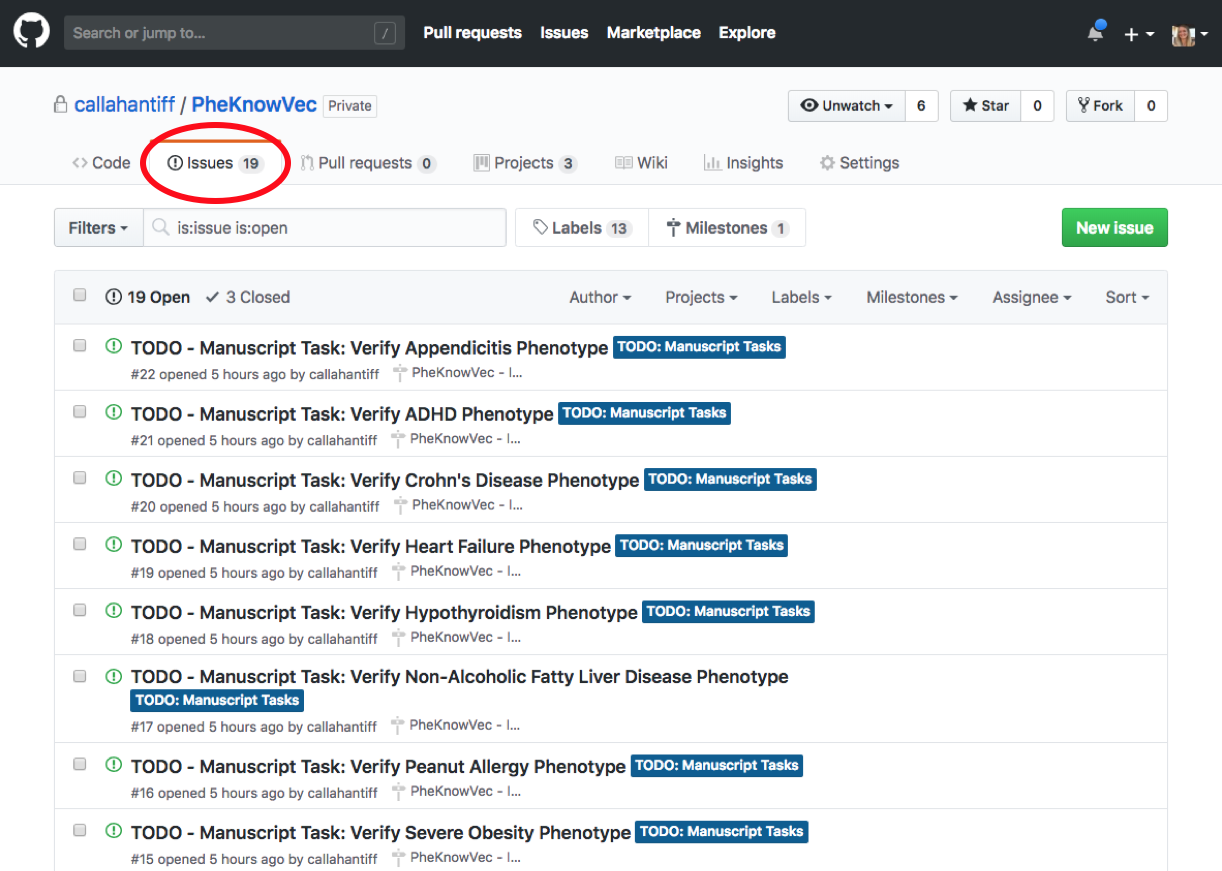 Search or jump to... / Pull requests Issues Marketplace Explore
callahantiff / PheKnowVec Private Unwatch 6 Star 0 Fork 0
Code Issues 19 Pull requests 0 Projects 3 Wiki Insights Settings
Filters is:issue is:open Labels 13 Milestones 1 New issue
19 Open 3 Closed Author Projects Labels Milestones Assignee Sort
TODO - Manuscript Task: Verify Appendicitis Phenotype TODO: Manuscript Tasks
#22 opened 5 hours ago by callahantiff PheKnowVec - I...
TODO - Manuscript Task: Verify ADHD Phenotype TODO: Manuscript Tasks
#21 opened 5 hours ago by callahantiff PheKnowVec - I...
TODO - Manuscript Task: Verify Crohn's Disease Phenotype TODO: Manuscript Tasks
#20 opened 5 hours ago by callahantiff PheKnowVec - I...
TODO - Manuscript Task: Verify Heart Failure Phenotype TODO: Manuscript Tasks
#19 opened 5 hours ago by callahantiff PheKnowVec - I...
TODO - Manuscript Task: Verify Hypothyroidism Phenotype TODO: Manuscript Tasks
#18 opened 5 hours ago by callahantiff PheKnowVec - I...
TODO - Manuscript Task: Verify Non-Alcoholic Fatty Liver Disease Phenotype
TODO: Manuscript Tasks
#17 opened 5 hours ago by callahantiff PheKnowVec - I...
TODO - Manuscript Task: Verify Peanut Allergy Phenotype TODO: Manuscript Tasks
#16 opened 5 hours ago by callahantiff PheKnowVec - I...
TODO - Manuscript Task: Verify Severe Obesity Phenotype TODO: Manuscript Tasks
#15 opened 5 hours ago by callahantiff PheKnowVec - I...